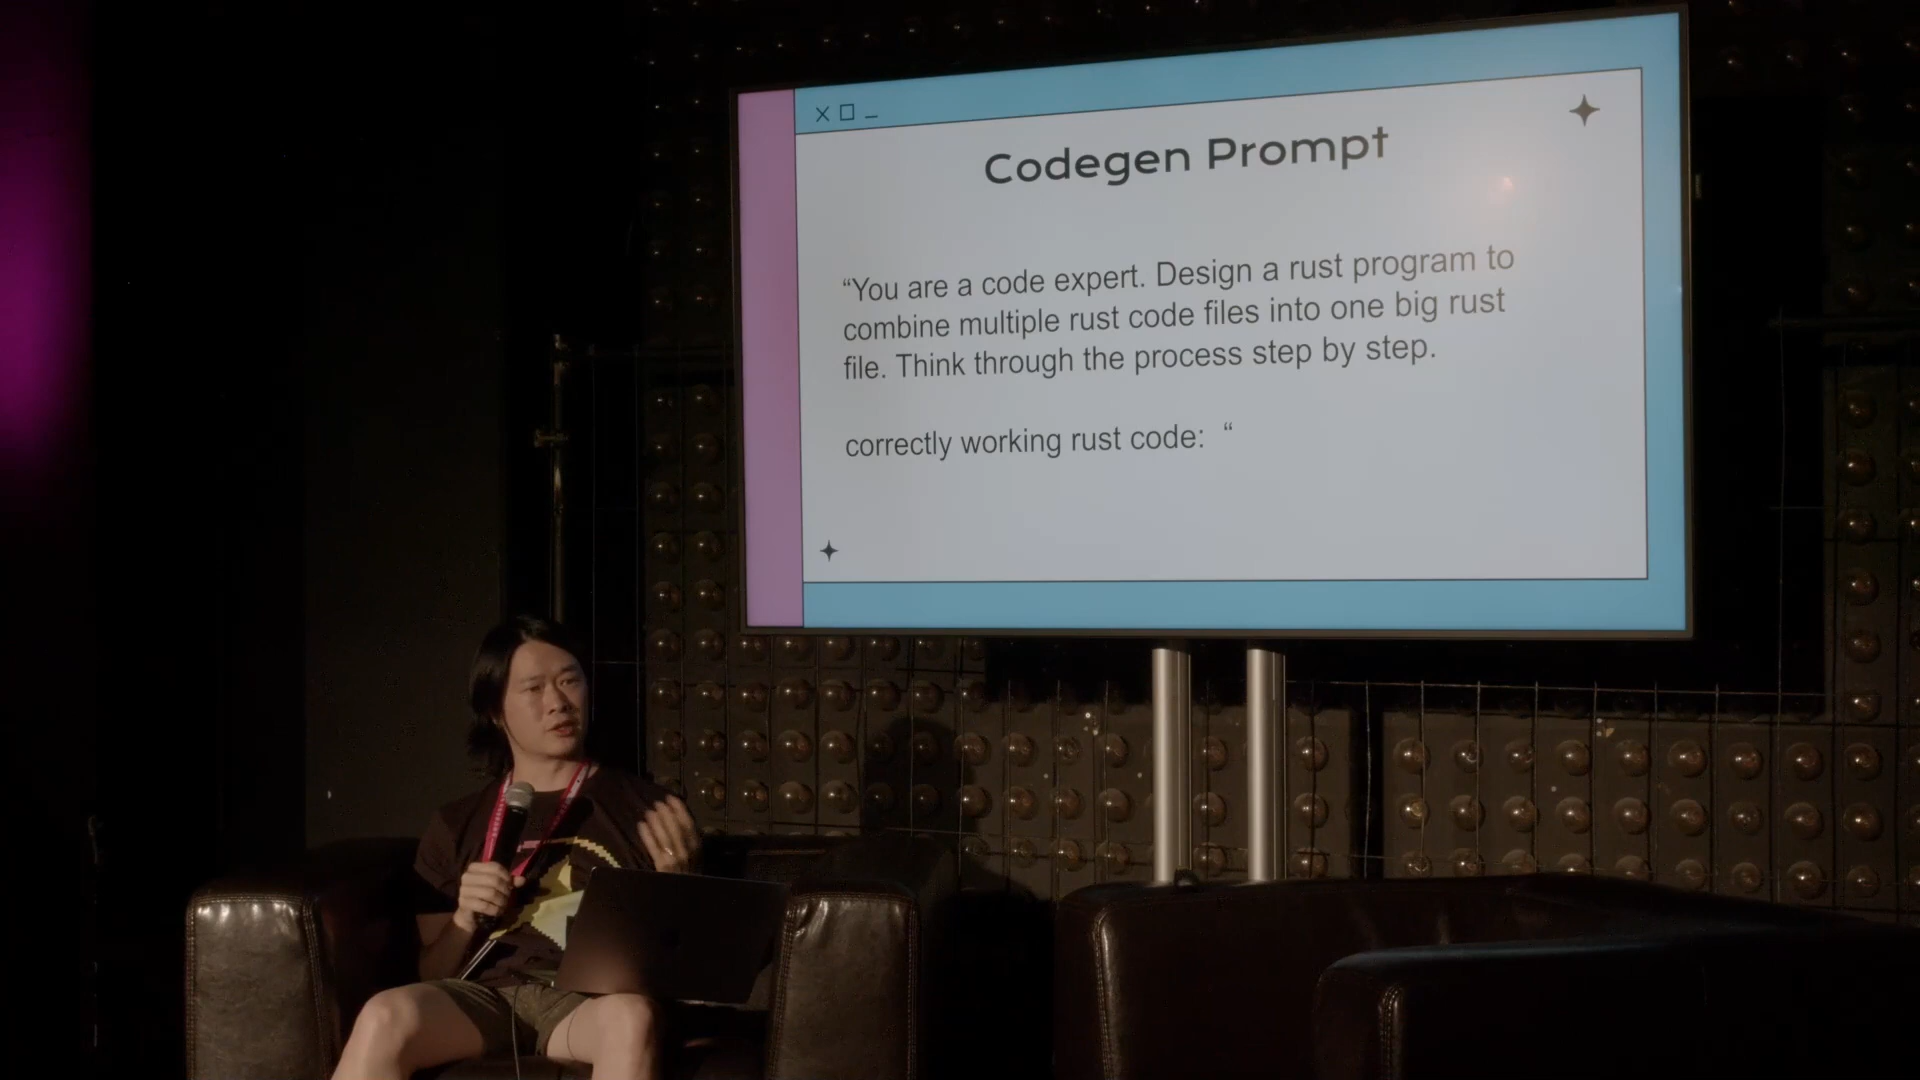 Codegen Prompt
“You are a code expert. Design a rust program to
combine multiple rust code files into one big rust
file. Think through the process step by step.
correctly working rust code: “